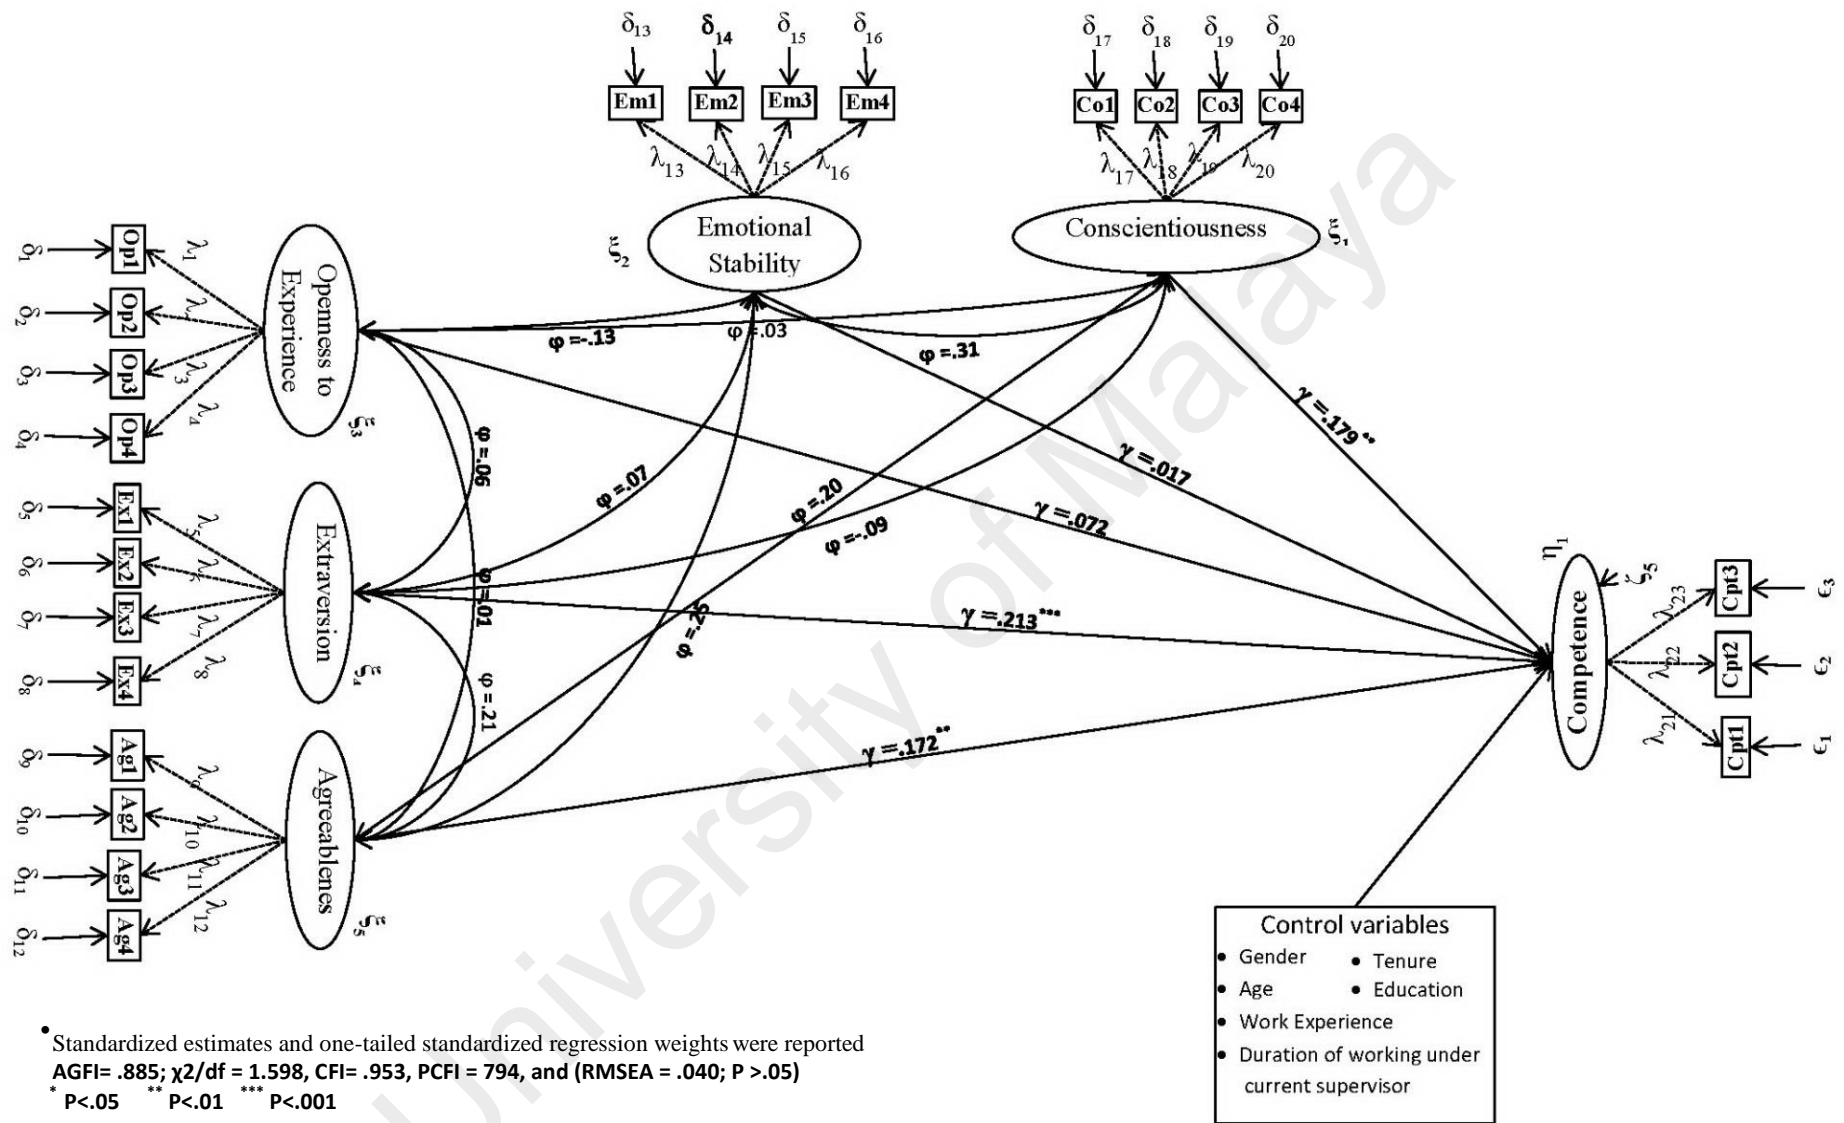 δ13
δ14
δ15
δ16
δ17
δ18
δ19
δ20
Em1
Em2
Em3
Em4
Co1
Co2
Co3
Co4
λ13
λ14
λ15
λ16
λ17
λ18
λ19
λ20
Emotional
Stability
ξ2
Conscientiousness
ξ1
δ1
Op1
λ1
δ2
Op2
δ3
Op3
λ3
δ4
Op4
λ4
Openness to
Experience
ξ3
φ =-.13
φ =.03
φ =.31
φ =.06
φ =.07
φ =.20
φ =-.09
φ =.01
φ =.25
φ =.21
γ =.179**
γ =.017
γ =.072
γ =.213***
γ =.172**
δ5
Ex1
λ5
δ6
Ex2
λ6
δ7
Ex3
λ7
δ8
Ex4
λ8
Extraversion
ξ4
δ9
Ag1
λ9
δ10
Ag2
λ10
δ11
Ag3
λ11
δ12
Ag4
λ12
Agreeablenes
ξ5
η1
Competence
ζ5
λ23
λ22
λ21
Cpt3
Cpt2
Cpt1
ϵ3
ϵ2
ϵ1
Control variables
• Gender
• Tenure
• Age
• Education
• Work Experience
• Duration of working under
current supervisor
• Standardized estimates and one-tailed standardized regression weights were reported
AGFI= .885; χ2/df = 1.598, CFI= .953, PCFI = 794, and (RMSEA = .040; P >.05)
* P<.05 ** P<.01 *** P<.001
University of Malaya